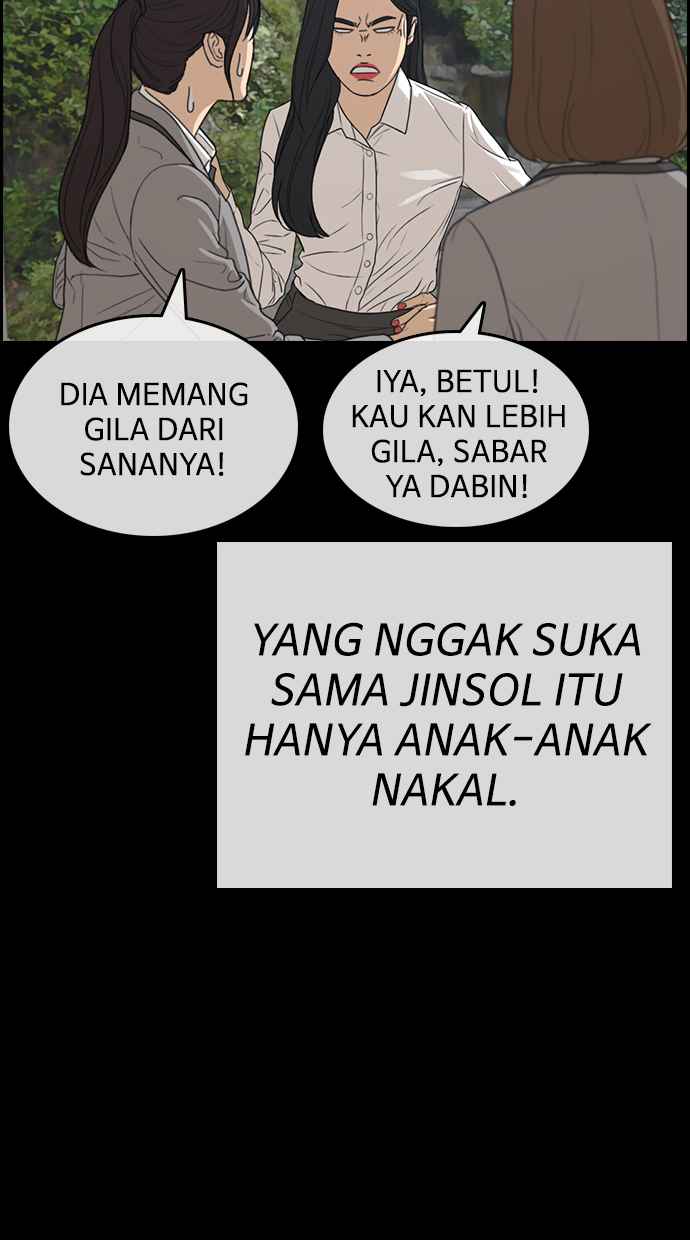 DIA MEMANG
GILA DARI
SANANYA!
IYA, BETUL!
KAU KAN LEBIH
GILA, SABAR
YA DABIN!
YANG NGGAK SUKA
SAMA JINSOL ITU
HANYA ANAK-ANAK
NAKAL.